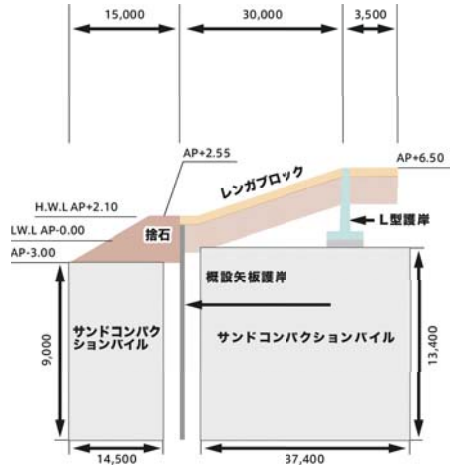 15,000
30,000
3,500
AP+2.55
AP+6.50
レンガブロック
H.W.L AP+2.10
LW.L AP-0.00
捨石
L型護岸
AP-3.00
概設矢板護岸
サンドコンパク
ションパイル
サンドコンパクションパイル
9,000
13,400
14,500
37,400